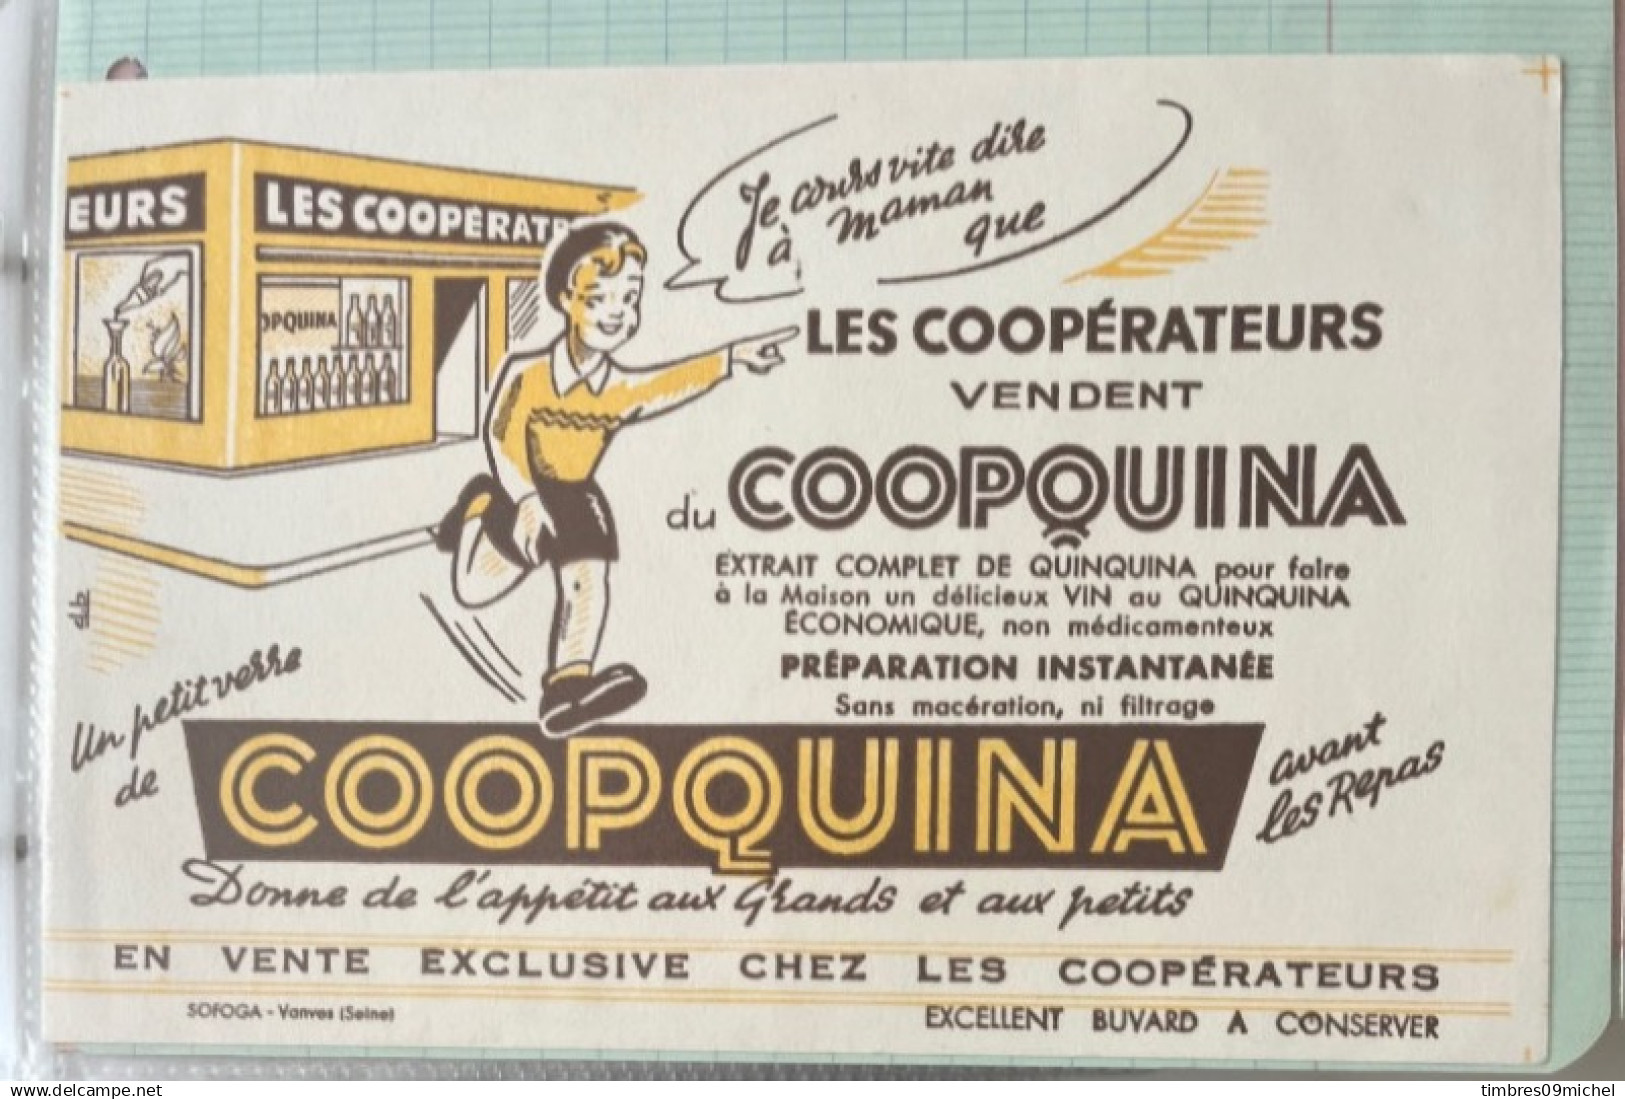 EURS
LES COOPÉRAT
OPQUINA
Je cours vite dire
à maman
que
LES COOPÉRATEURS
VENDENT
du COOPQUINA
EXTRAIT COMPLET DE QUINQUINA pour faire
à la Maison un délicieux VIN au QUINQUINA
ÉCONOMIQUE, non médicamenteux
PRÉPARATION INSTANTANÉE
Sans macération, ni filtrage
Un petit verre
de
COOPQUINA
avant
les Repas
Donne de l'appétit aux Grands et aux petits
EN VENTE EXCLUSIVE CHEZ LES COOPÉRATEURS
SOFOGA - Vanves (Seine)
EXCELLENT BUVARD A CONSERVER
timbres09michel